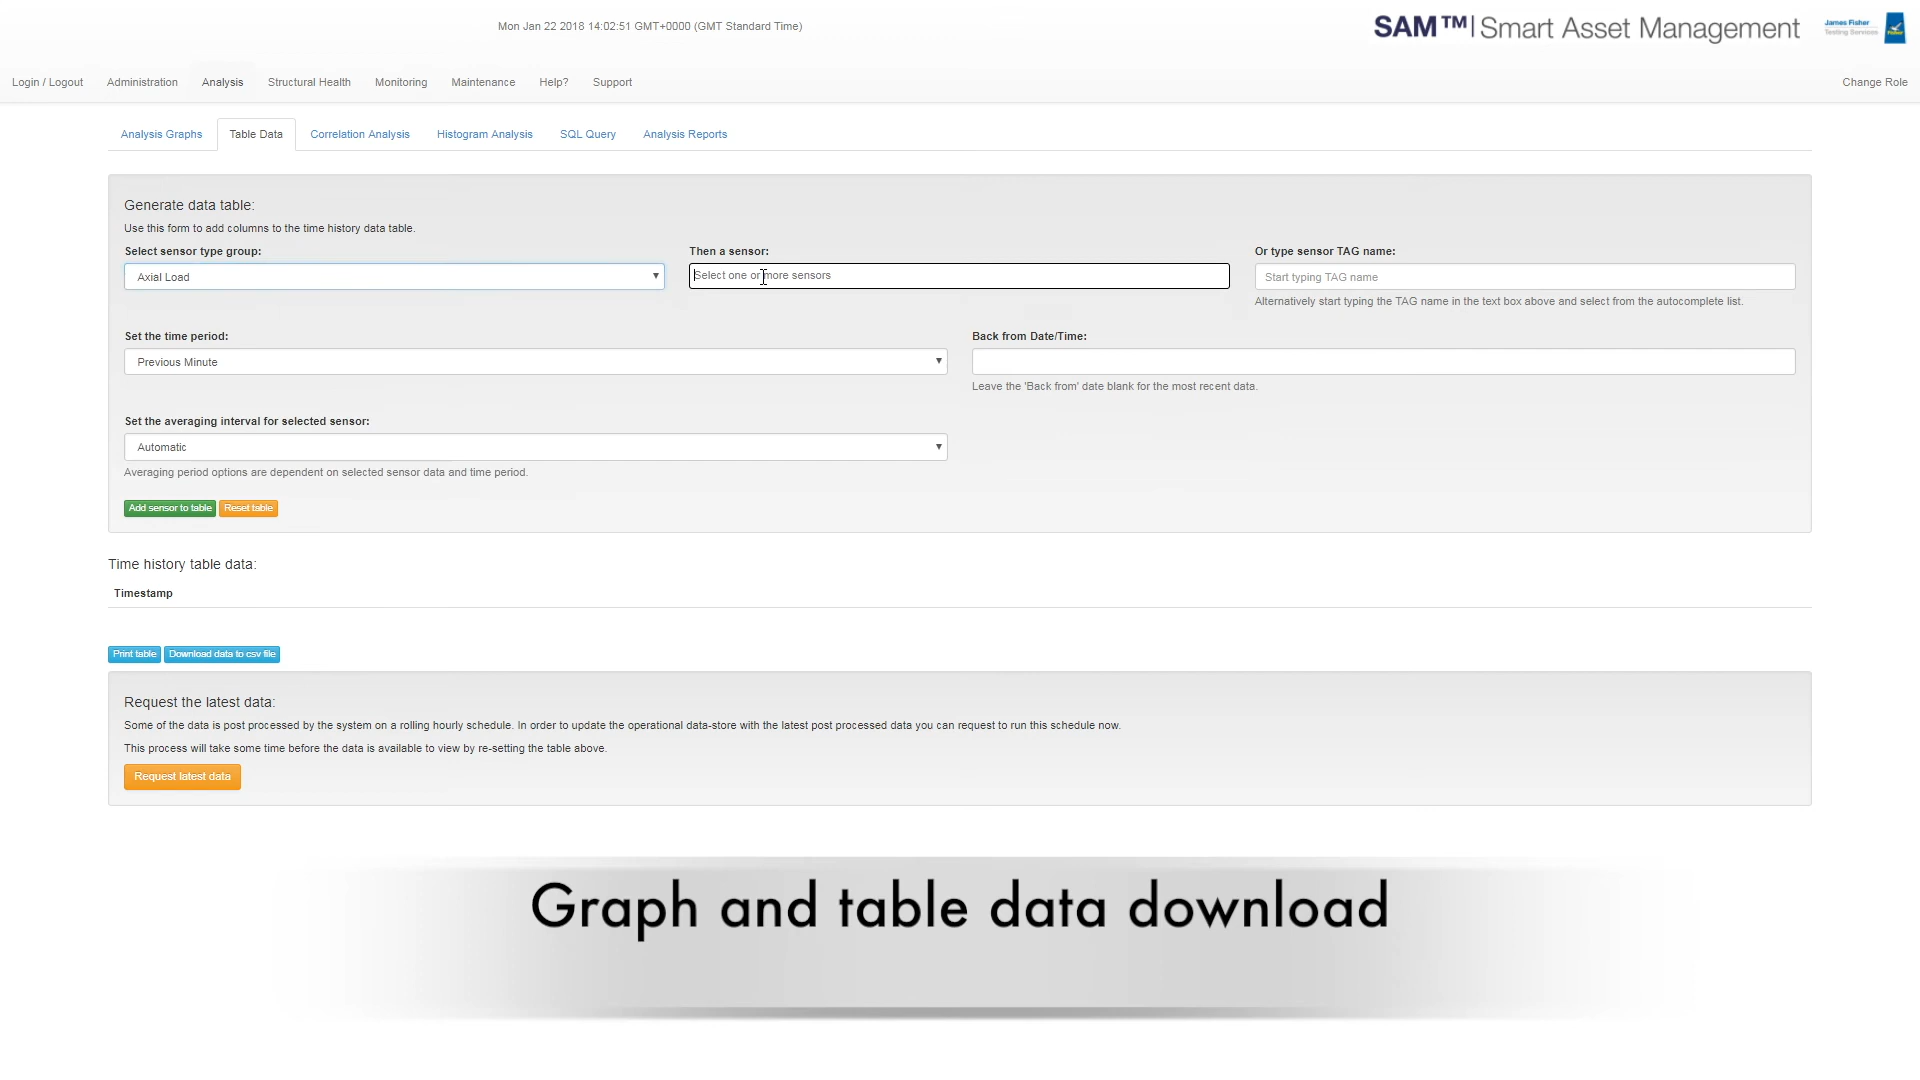 Mon Jan 22 2018 14:02:51 GMT+0000 (GMT Standard Time)
SAM™| Smart Asset Management
James Fisher
Testing Services
Login / Logout Administration Analysis Structural Health Monitoring Maintenance Help? Support Change Role
Analysis Graphs Table Data Correlation Analysis Histogram Analysis SQL Query Analysis Reports
Generate data table:
Use this form to add columns to the time history data table.
Select sensor type group: Then a sensor: Or type sensor TAG name:
Axial Load Select one or more sensors Start typing TAG name
Alternatively start typing the TAG name in the text box above and select from the autocomplete list.
Set the time period: Back from Date/Time:
Previous Minute
Leave the 'Back from' date blank for the most recent data.
Set the averaging interval for selected sensor:
Automatic
Averaging period options are dependent on selected sensor data and time period.
Add sensor to table Reset table
Time history table data:
Timestamp
Print table Download data to csv file
Request the latest data:
Some of the data is post processed by the system on a rolling hourly schedule. In order to update the operational data-store with the latest post processed data you can request to run this schedule now.
This process will take some time before the data is available to view by re-setting the table above.
Request latest data
Graph and table data download